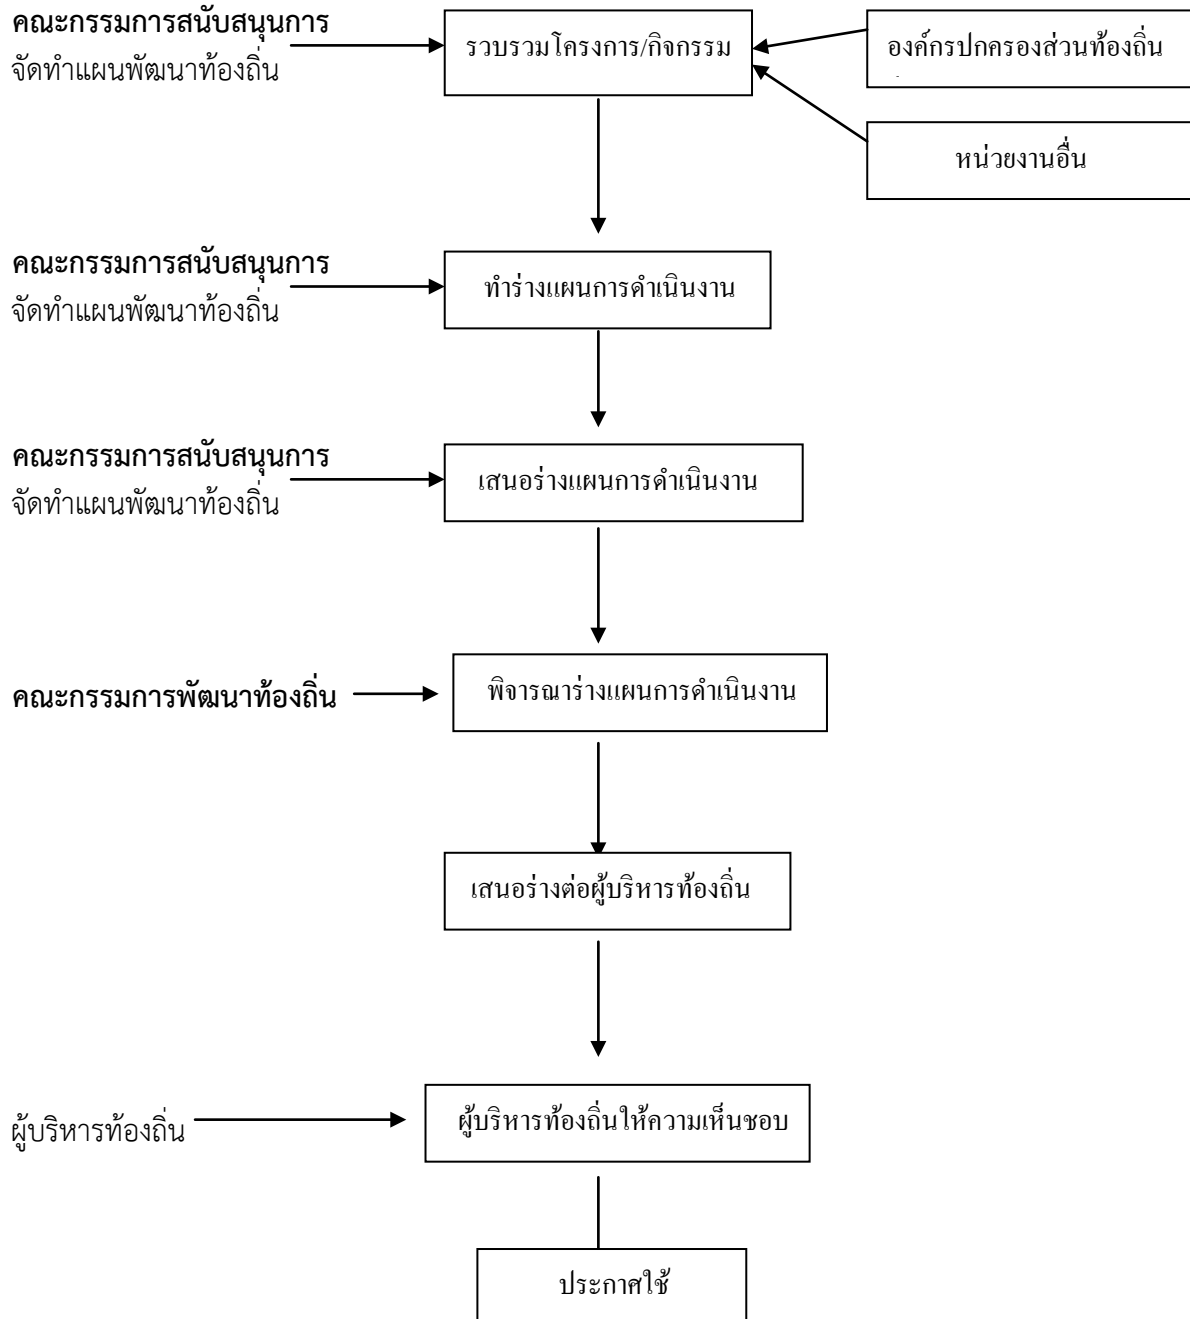 คณะกรรมการสนับสนุนการ
จัดทำแผนพัฒนาท้องถิ่น
รวบรวมโครงการ/กิจกรรม
องค์กรปกครองส่วนท้องถิ่น
หน่วยงานอื่น
คณะกรรมการสนับสนุนการ
จัดทำแผนพัฒนาท้องถิ่น
ทำร่างแผนการดำเนินงาน
คณะกรรมการสนับสนุนการ
จัดทำแผนพัฒนาท้องถิ่น
เสนอร่างแผนการดำเนินงาน
คณะกรรมการพัฒนาท้องถิ่น
พิจารณาร่างแผนการดำเนินงาน
เสนอร่างต่อผู้บริหารท้องถิ่น
ผู้บริหารท้องถิ่น
ผู้บริหารท้องถิ่นให้ความเห็นชอบ
ประกาศใช้